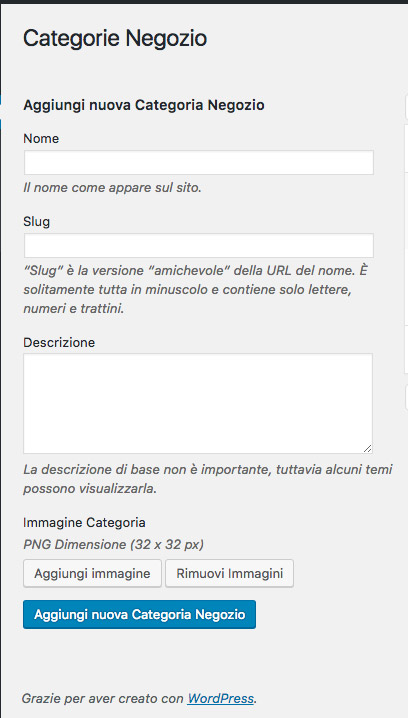 Categorie Negozio
Aggiungi nuova Categoria Negozio
Nome
Il nome come appare sul sito.
Slug
“Slug” è la versione “amichevole” della URL del nome. È
solitamente tutta in minuscolo e contiene solo lettere,
numeri e trattini.
Descrizione
La descrizione di base non è importante, tuttavia alcuni temi
possono visualizzarla.
Immagine Categoria
PNG Dimensione (32 x 32 px)
Aggiungi immagine Rimuovi Immagini
Aggiungi nuova Categoria Negozio
Grazie per aver creato con WordPress.